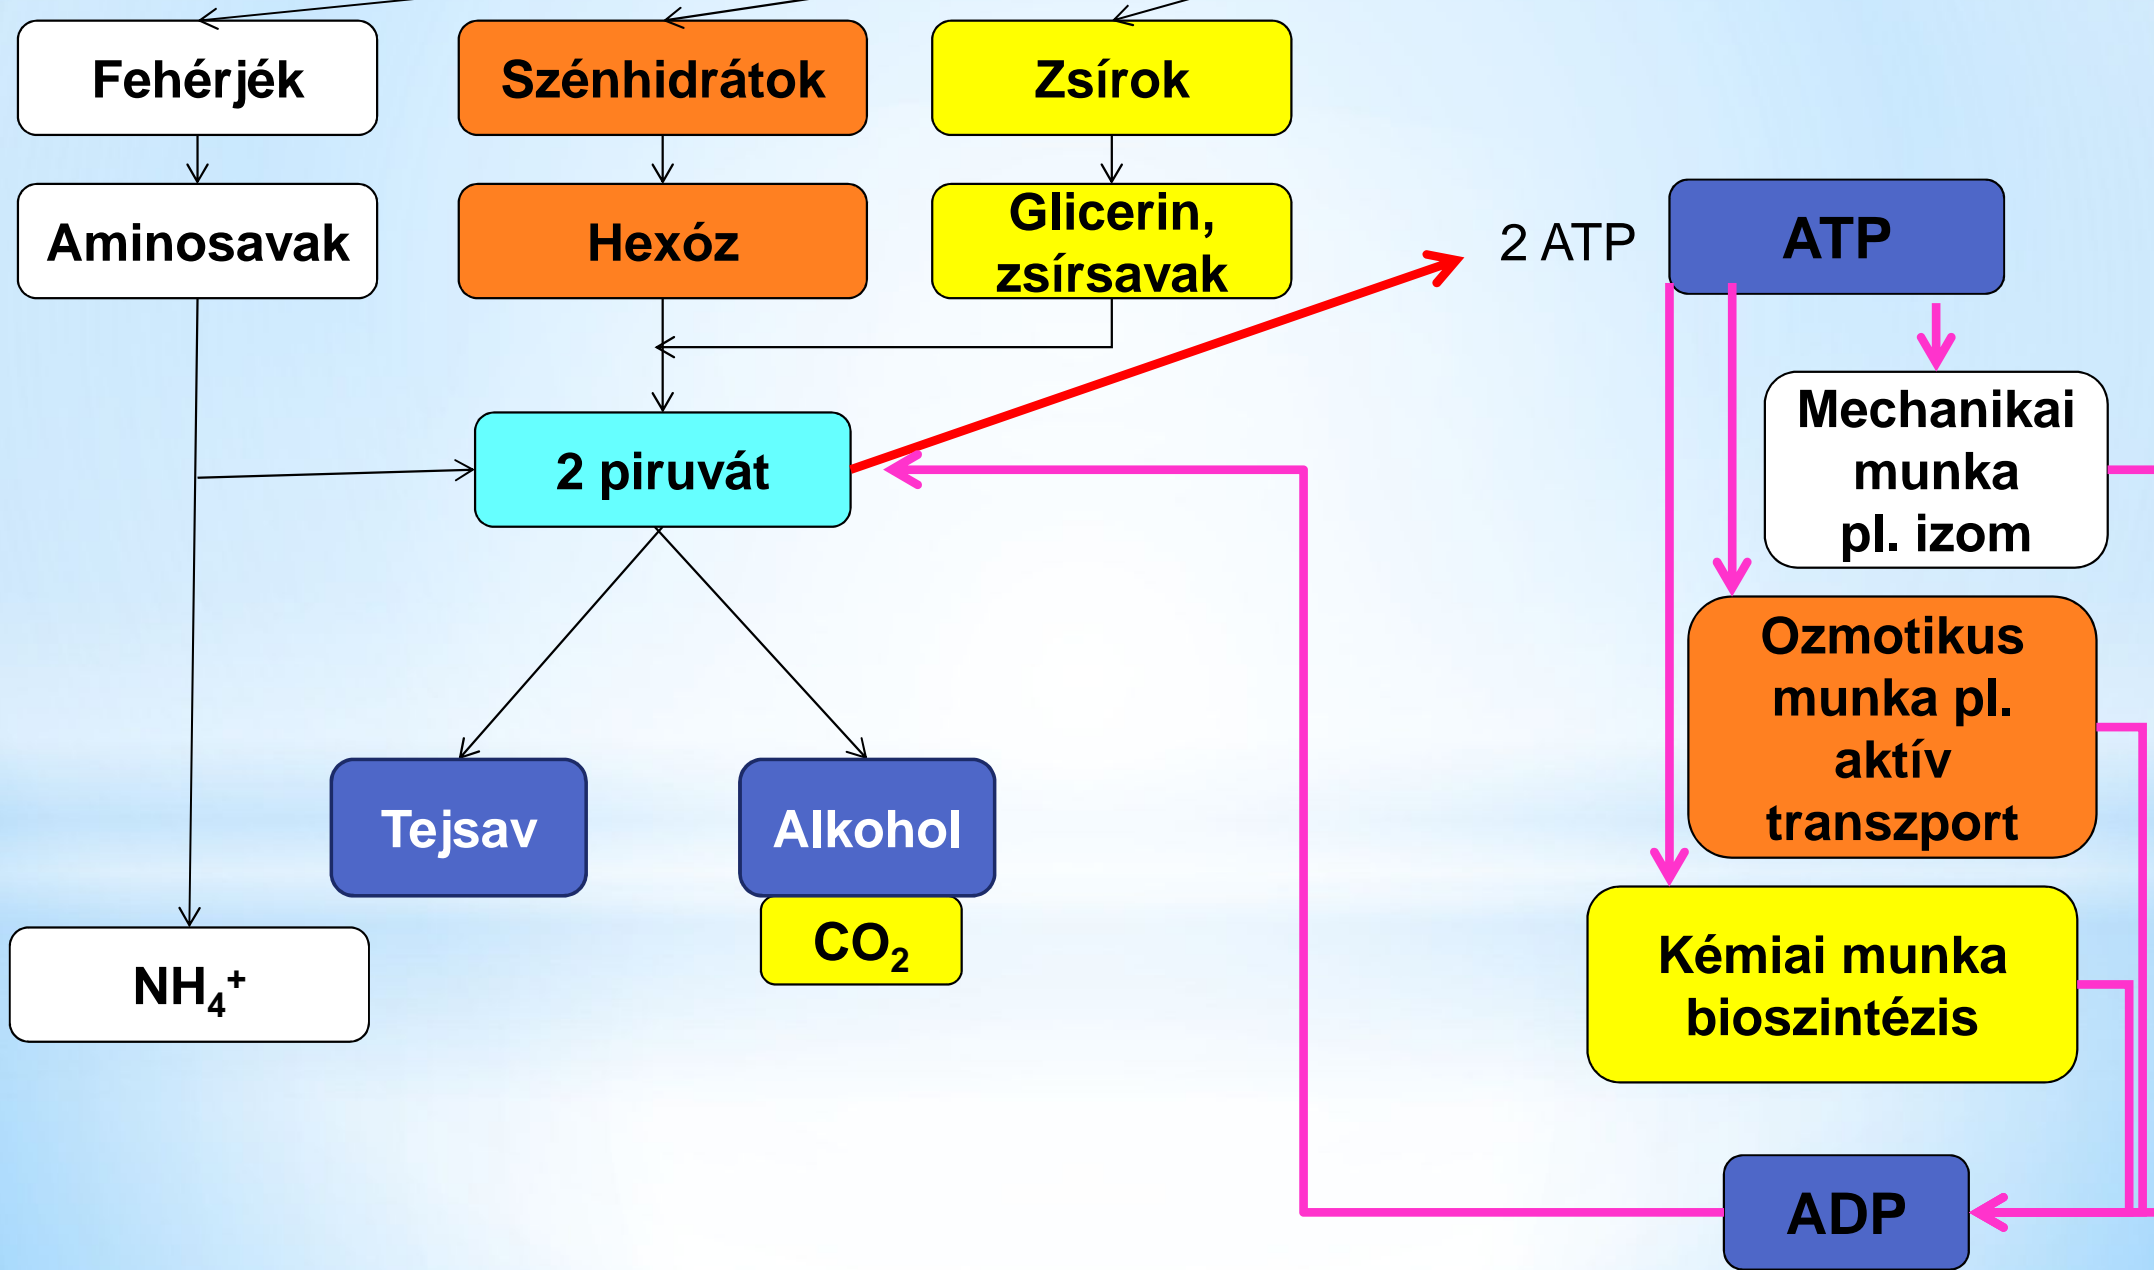 Fehérjék
Szénhidrátok
Zsírok
Aminosavak
Hexóz
Glicerin,
zsírsavak
2 ATP
ATP
2 piruvát
Mechanikai
munka
pl. izom
Ozmotikus
munka pl.
aktív
transzport
Tejsav
Alkohol
CO₂
NH₄⁺
Kémiai munka
bioszintézis
ADP